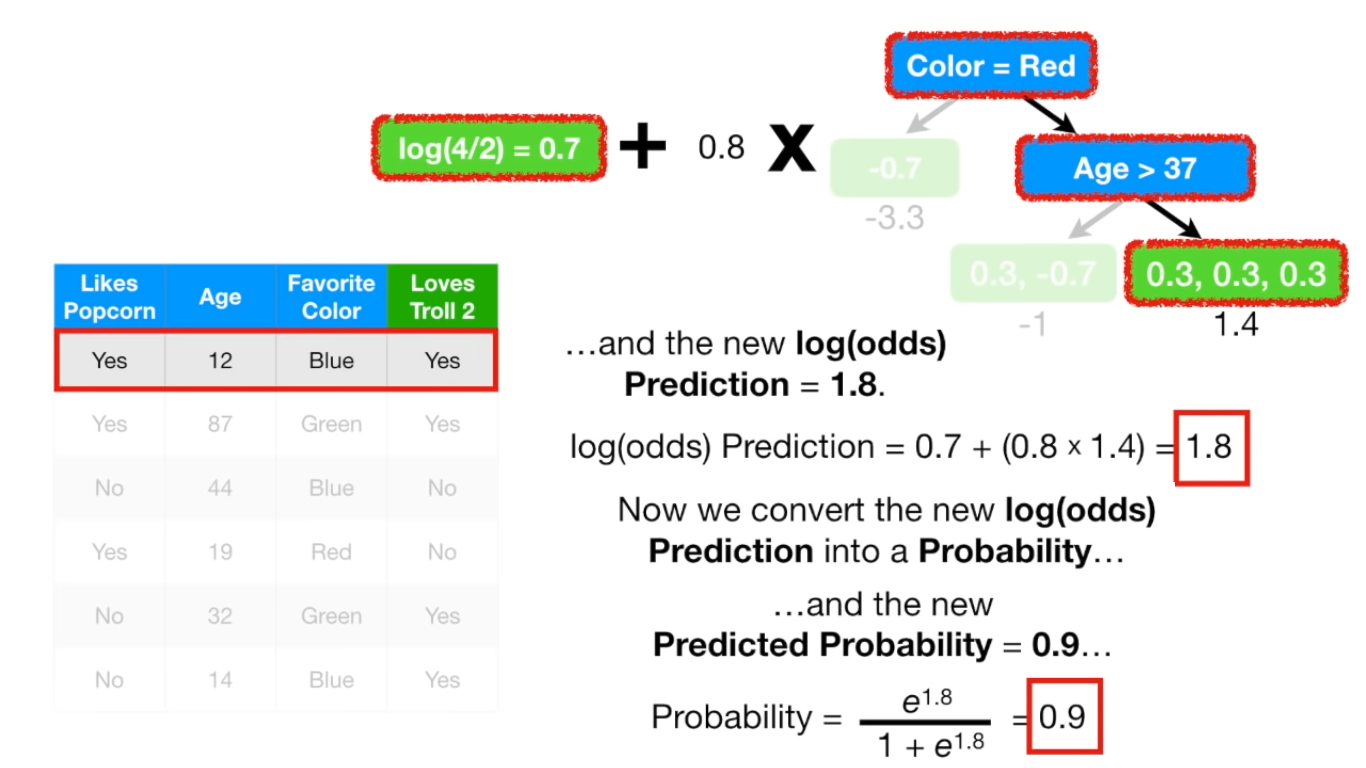 Color = Red
log(4/2) = 0.7 + 0.8 X
-0.7
Age > 37
-3.3
0.3, -0.7
0.3, 0.3, 0.3
-1
1.4
Likes Popcorn Age Favorite Color Loves Troll 2
Yes 12 Blue Yes
Yes 87 Green Yes
No 44 Blue No
Yes 19 Red No
No 32 Green Yes
No 14 Blue Yes
…and the new log(odds)
Prediction = 1.8.
log(odds) Prediction = 0.7 + (0.8 × 1.4) = 1.8
Now we convert the new log(odds)
Prediction into a Probability…
…and the new
Predicted Probability = 0.9…
Probability = e^1.8 / (1 + e^1.8) = 0.9